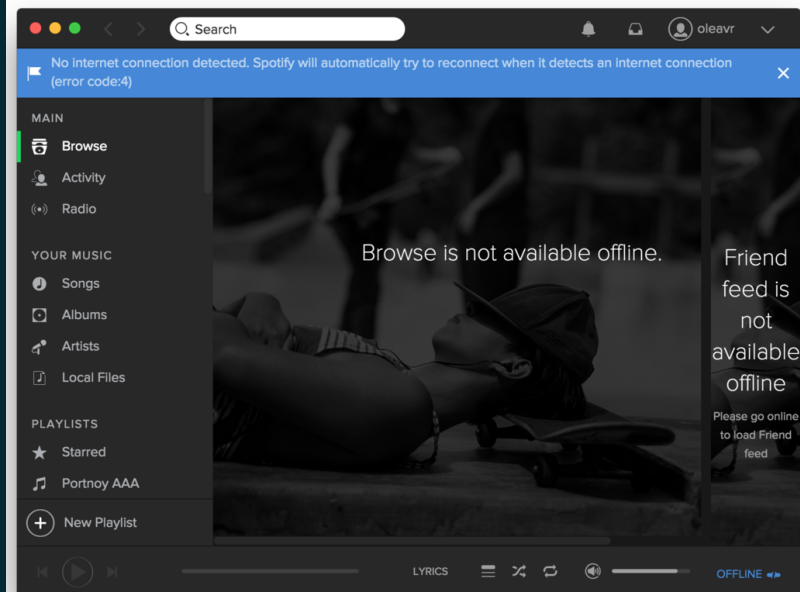 Search
oleavr
No internet connection detected. Spotify will automatically try to reconnect when it detects an internet connection
(error code:4)
MAIN
Browse
Activity
Radio
YOUR MUSIC
Songs
Albums
Artists
Local Files
PLAYLISTS
Starred
Portnoy AAA
New Playlist
Browse is not available offline.
Friend
feed is
not
available
offline
Please go online
to load Friend
feed
LYRICS
OFFLINE